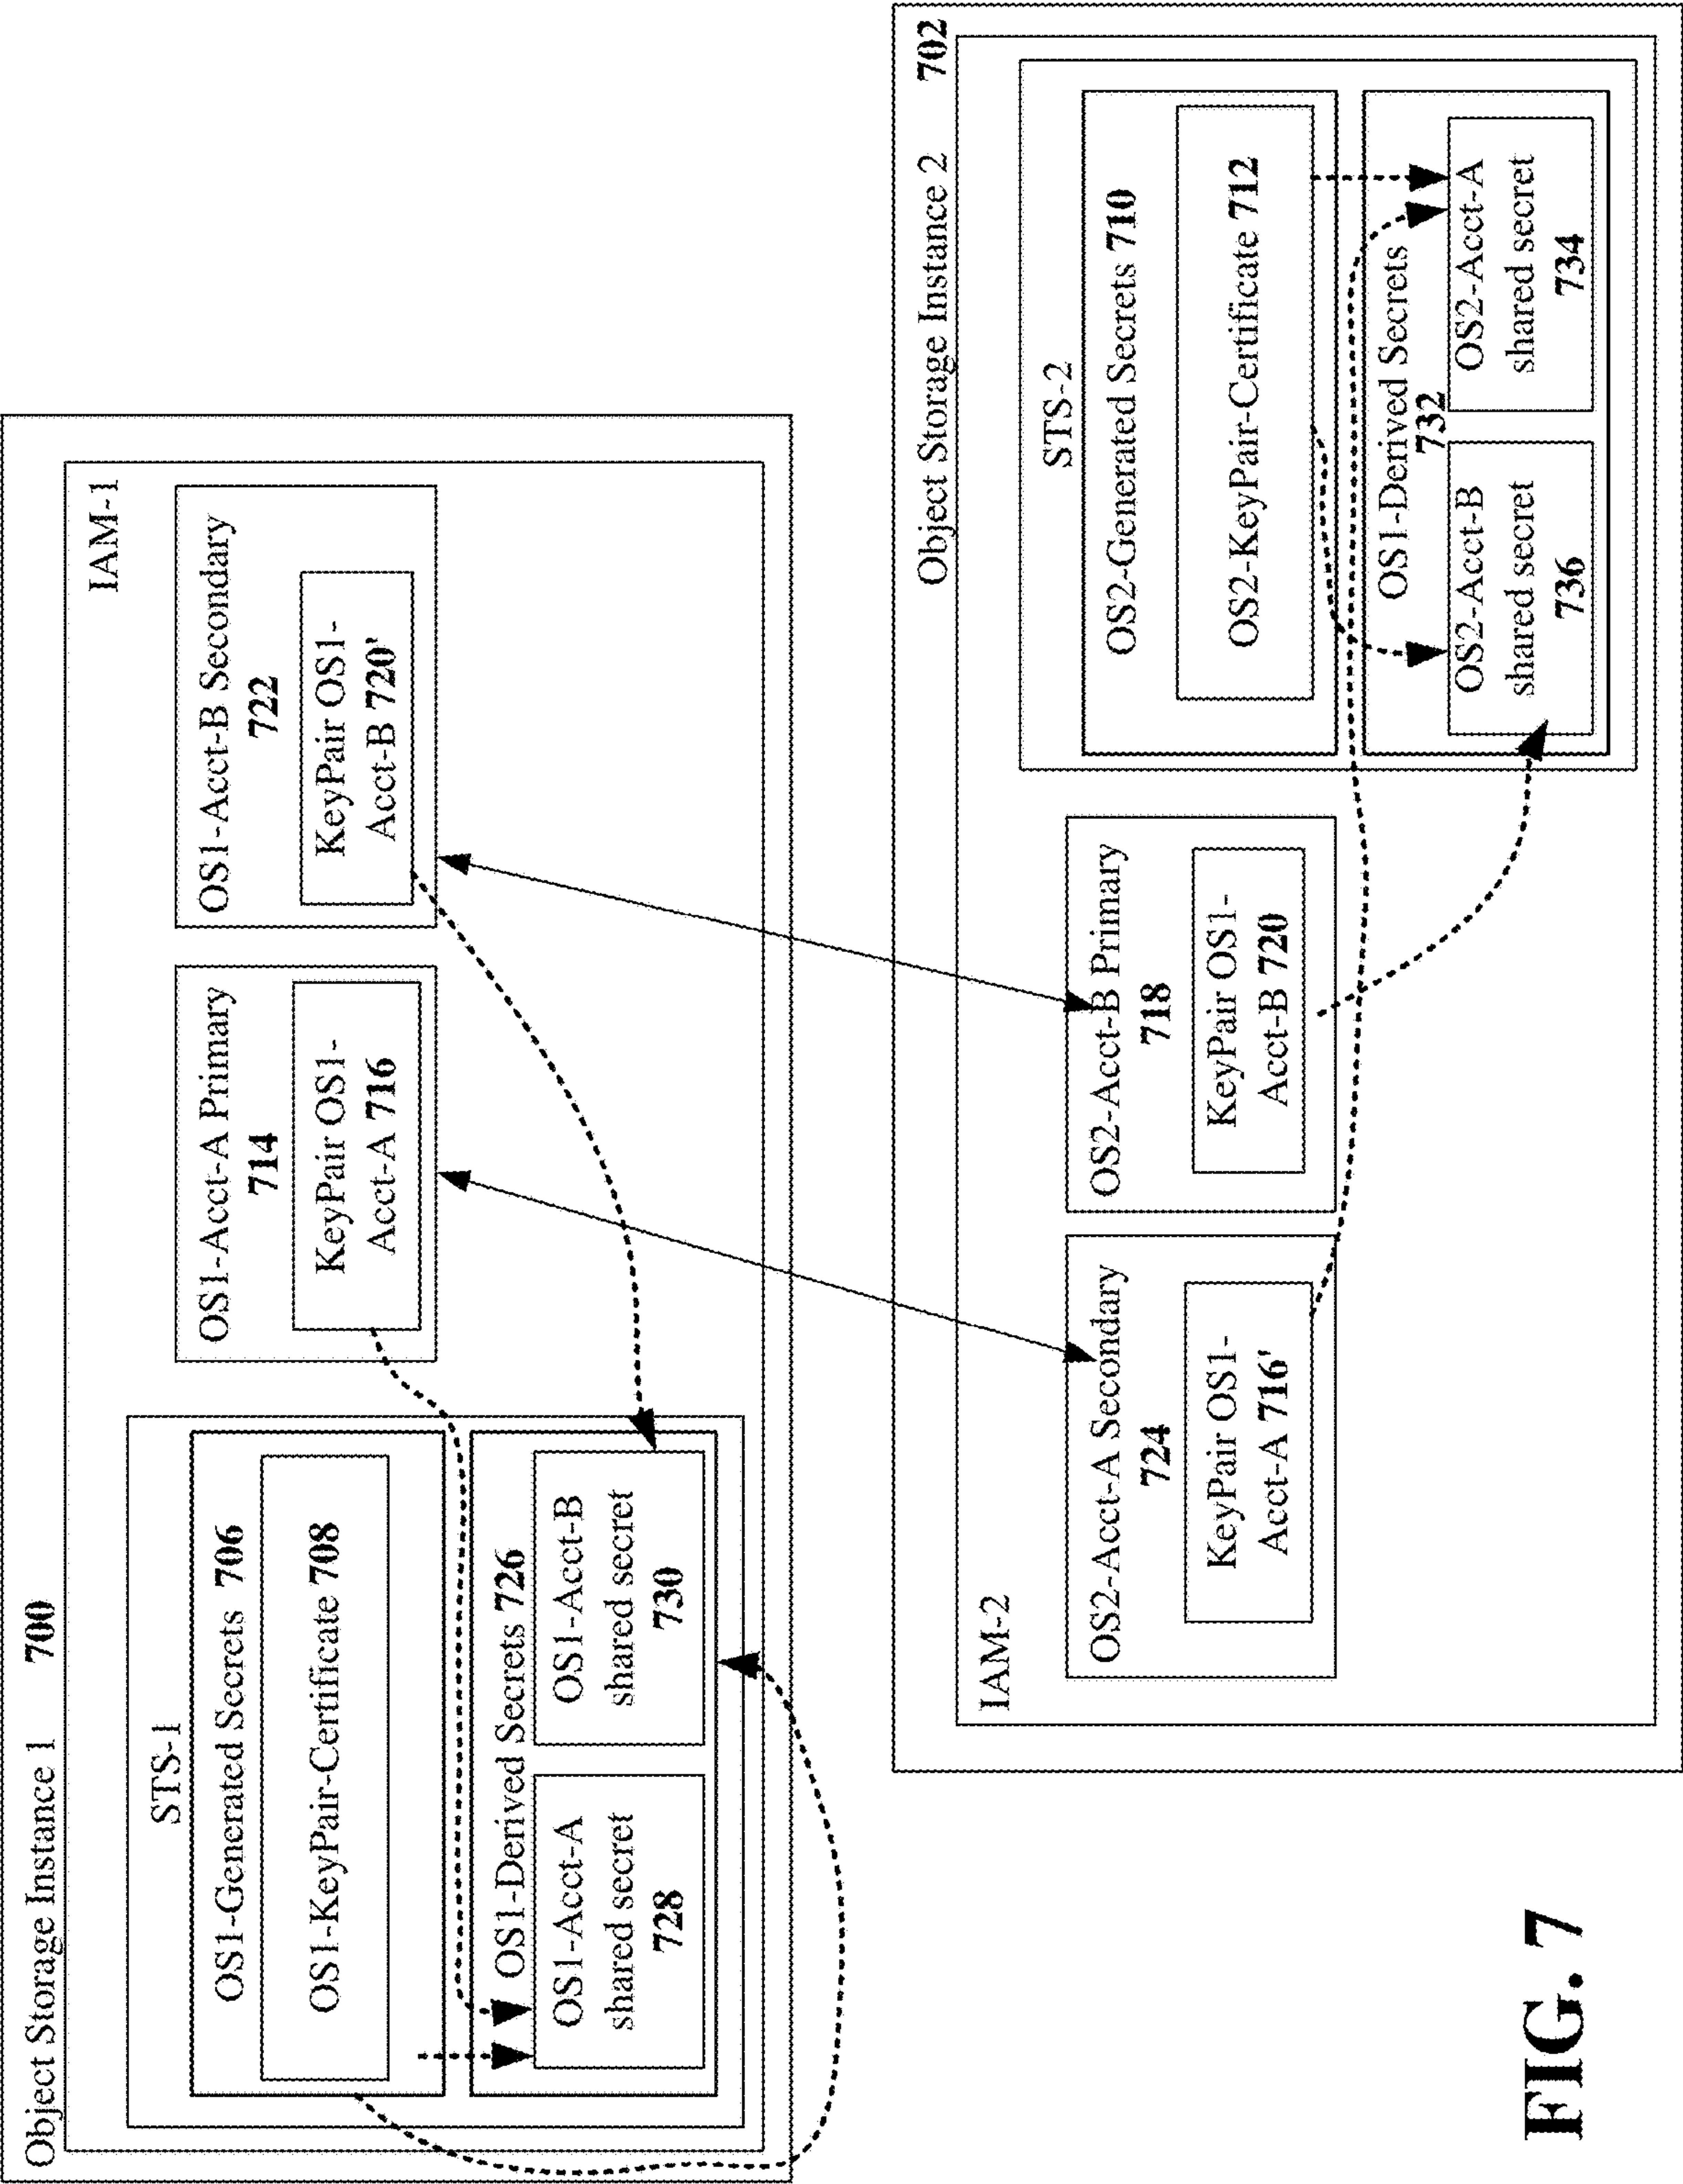 Object Storage Instance 1 700
IAM-1
STS-1
OS1-Generated Secrets 706
OS1-KeyPair-Certificate 708
OS1-Derived Secrets 726
OS1-Acct-A
shared secret
728
OS1-Acct-B
shared secret
730
OS1-Acct-A Primary
714
KeyPair OS1-
Acct-A 716
OS1-Acct-B Secondary
722
KeyPair OS1-
Acct-B 720'
Object Storage Instance 2 702
IAM-2
OS2-Acct-A Secondary
724
KeyPair OS1-
Acct-A 716'
OS2-Acct-B Primary
718
KeyPair OS1-
Acct-B 720
STS-2
OS2-Generated Secrets 710
OS2-KeyPair-Certificate 712
OS1-Derived Secrets
732
OS2-Acct-B
shared secret
736
OS2-Acct-A
shared secret
734
FIG. 7